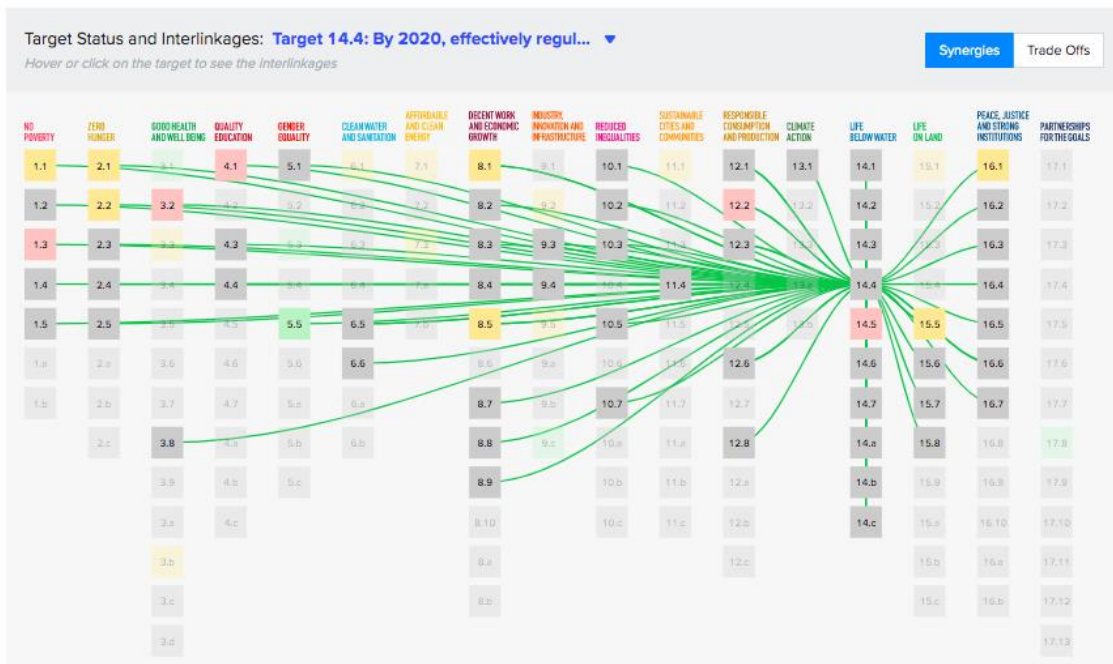 Target Status and Interlinkages: Target 14.4: By 2020, effectively regul... ▼
Hover or click on the target to see the interlinkages
Synergies Trade Offs
NO POVERTY
ZERO HUNGER
GOOD HEALTH AND WELL BEING
QUALITY EDUCATION
GENDER EQUALITY
CLEAN WATER AND SANITATION
AFFORDABLE AND CLEAN ENERGY
DECENT WORK AND ECONOMIC GROWTH
INDUSTRY, INNOVATION AND INFRASTRUCTURE
REDUCED INEQUALITIES
SUSTAINABLE CITIES AND COMMUNITIES
RESPONSIBLE CONSUMPTION AND PRODUCTION
CLIMATE ACTION
LIFE BELOW WATER
LIFE ON LAND
PEACE, JUSTICE AND STRONG INSTITUTIONS
PARTNERSHIPS FOR THE GOALS
1.1 2.1 3.1 4.1 5.1 6.1 7.1 8.1 9.1 10.1 11.1 12.1 13.1 14.1 15.1 16.1 17.1
1.2 2.2 3.2 4.2 5.2 6.2 7.2 8.2 9.2 10.2 11.2 12.2 13.2 14.2 15.2 16.2 17.2
1.3 2.3 3.3 4.3 5.3 6.3 7.3 8.3 9.3 10.3 11.3 12.3 13.3 14.3 15.3 16.3 17.3
1.4 2.4 3.4 4.4 5.4 6.4 7.a 8.4 9.4 10.4 11.4 12.4 13.a 14.4 15.4 16.4 17.4
1.5 2.5 3.5 4.5 5.5 6.5 7.b 8.5 9.5 10.5 11.5 12.5 13.b 14.5 15.5 16.5 17.5
1.a 2.a 3.6 4.6 5.6 6.6 8.6 9.a 10.6 11.6 12.6 14.6 15.6 16.6 17.6
1.b 2.b 3.7 4.7 5.a 6.a 8.7 9.b 10.7 11.7 12.7 14.7 15.7 16.7 17.7
2.c 3.8 4.a 5.b 6.b 8.8 9.c 10.a 11.a 12.8 14.a 15.8 16.8 17.8
3.9 4.b 5.c 8.9 10.b 11.b 12.a 14.b 15.9 16.9 17.9
3.a 4.c 8.10 10.c 11.c 12.b 14.c 15.a 16.10 17.10
3.b 8.a 12.c 15.b 16.a 17.11
3.c 8.b 15.c 16.b 17.12
3.d 17.13